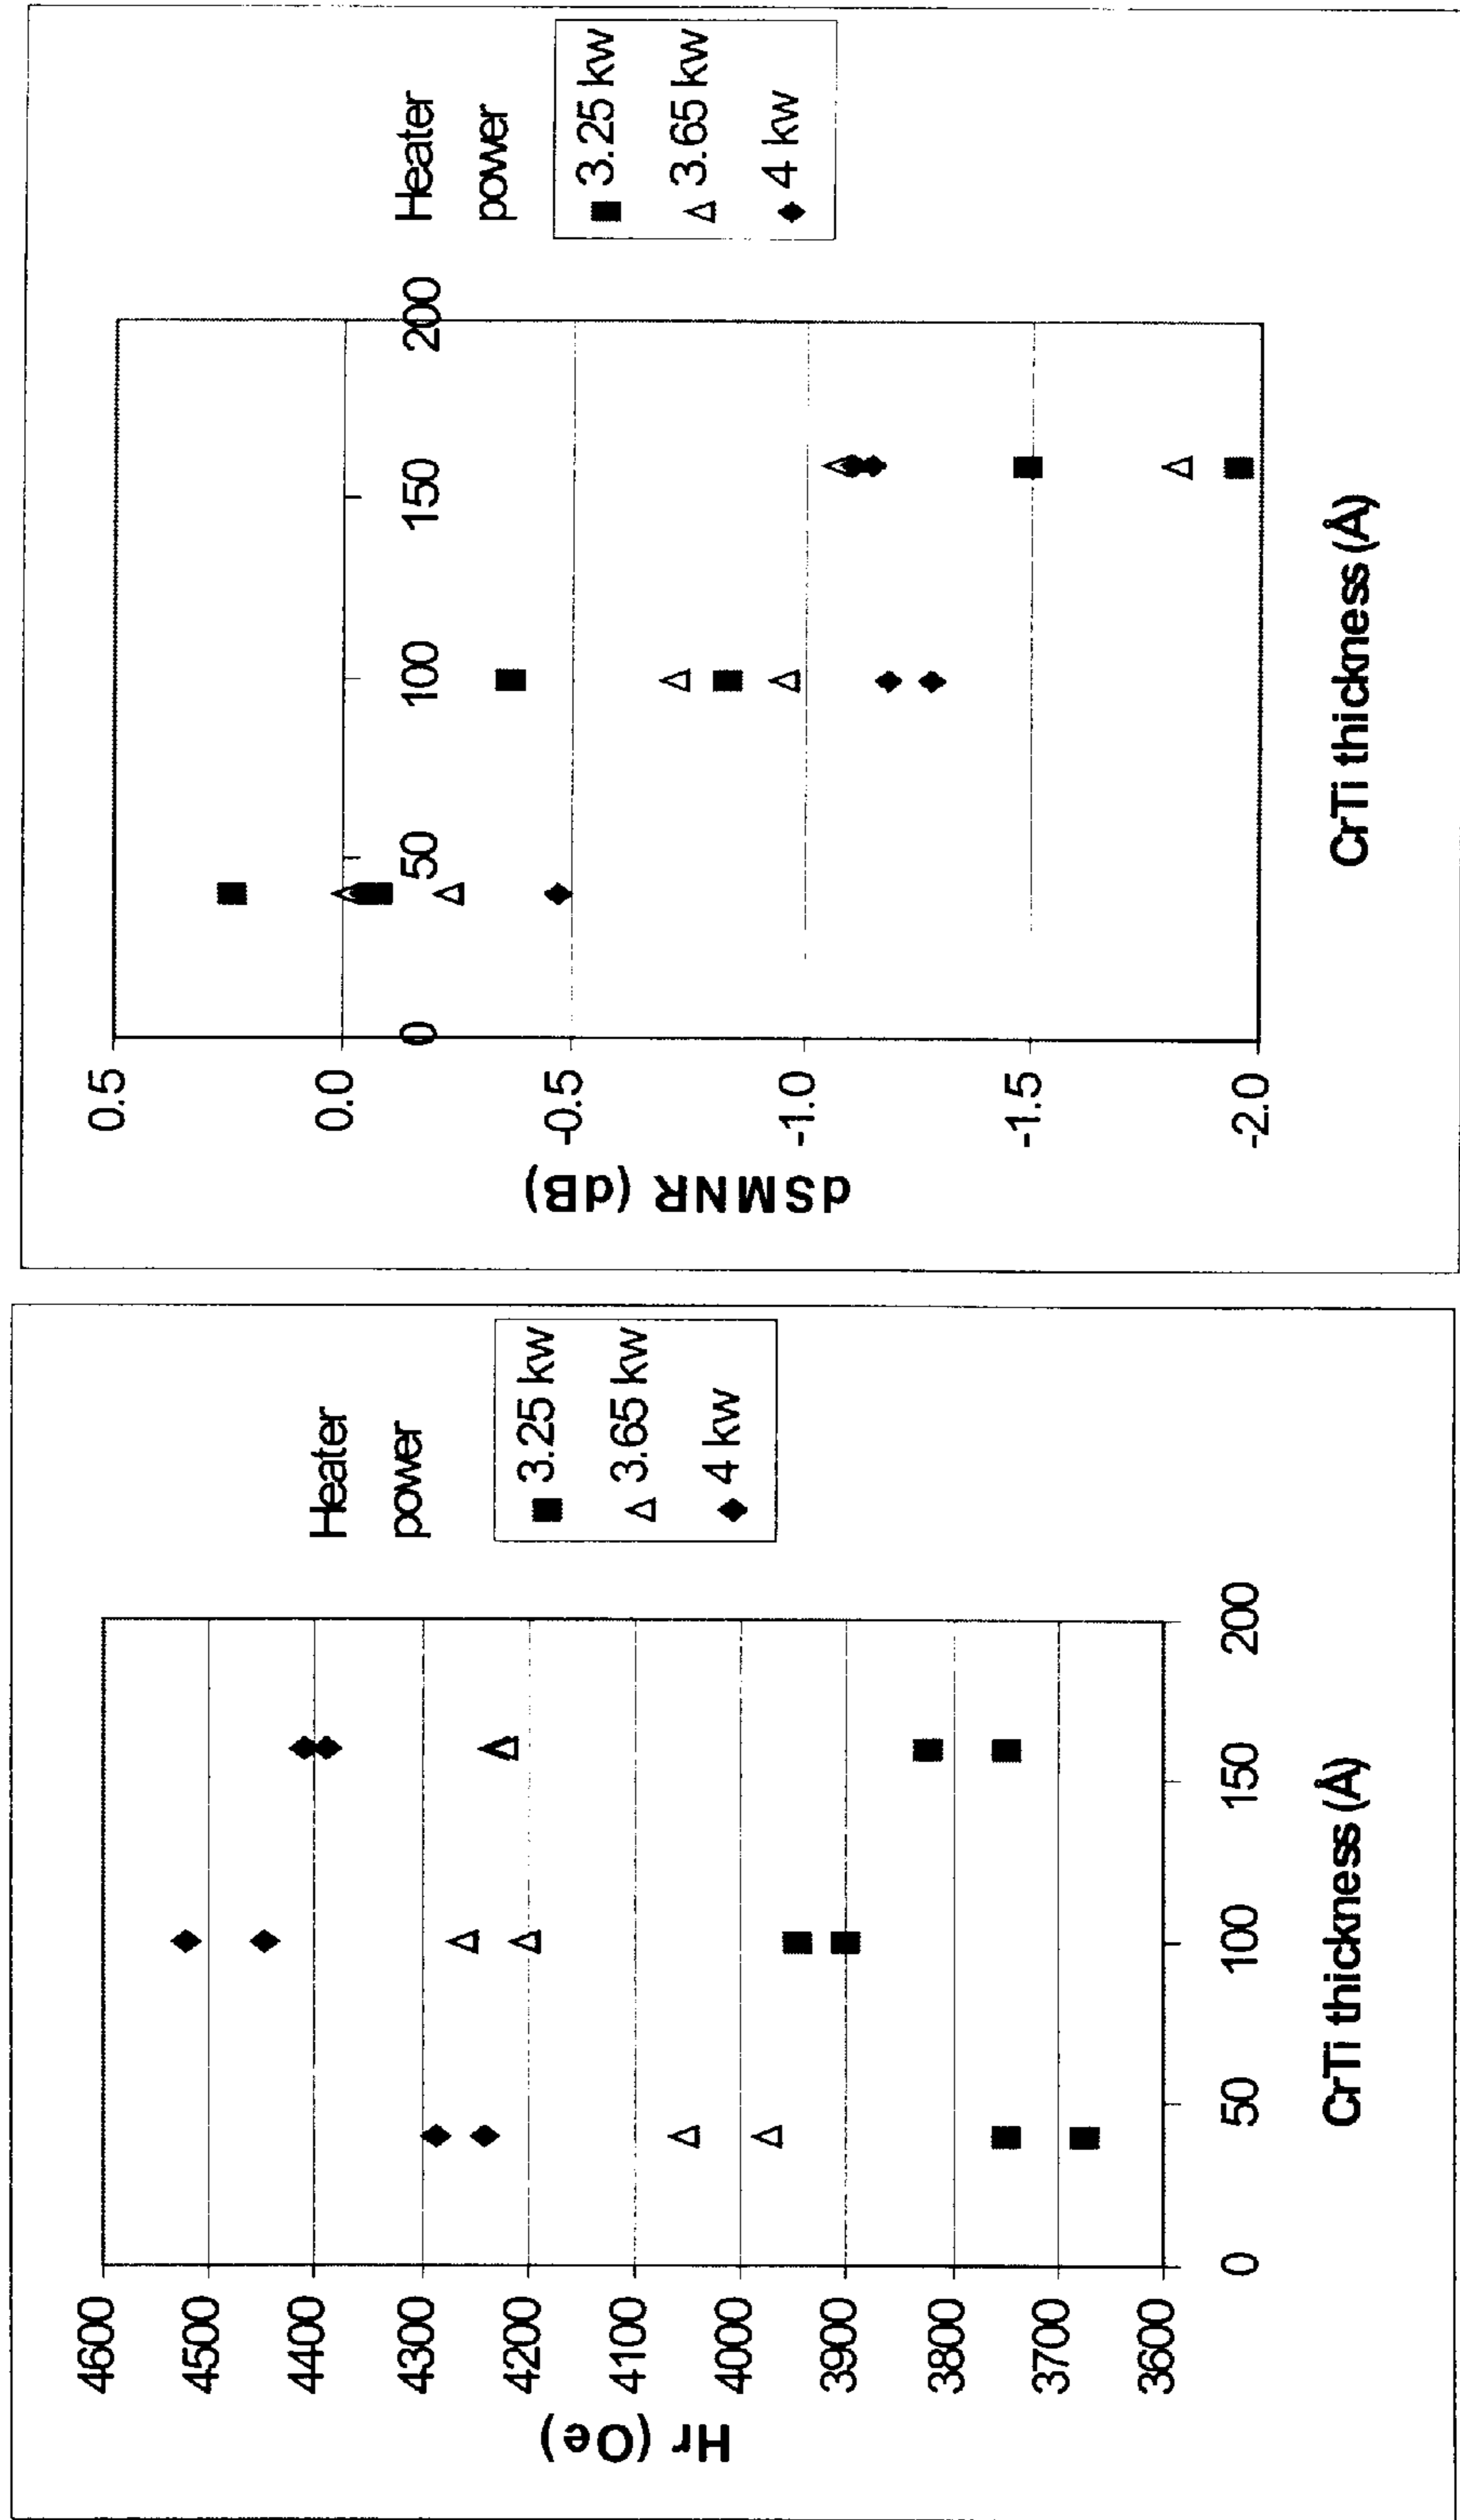 Hr (Oe)
4600
4500
4400
4300
4200
4100
4000
3900
3800
3700
3600
0
50
100
150
200
CrTi thickness (Å)
Heater
power
3.25 kw
3.65 kw
4 kw
dSMNR (dB)
0.5
0.0
-0.5
-1.0
-1.5
-2.0
0
50
100
150
200
CrTi thickness (Å)
Heater
power
3.25 kw
3.65 kw
4 kw